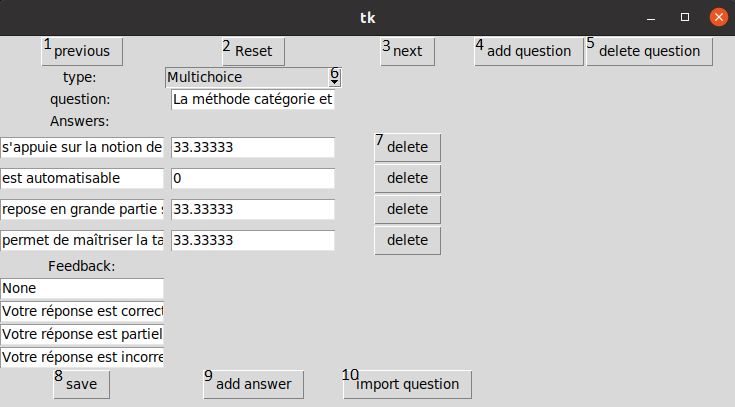 tk
1 previous 2 Reset 3 next 4 add question 5 delete question
type: Multichoice 6
question: La méthode catégorie et
Answers:
s'appuie sur la notion de 33.33333 7 delete
est automatisable 0 delete
repose en grande partie 33.33333 delete
permet de maîtriser la ta 33.33333 delete
Feedback:
None
Votre réponse est correct
Votre réponse est partiel
Votre réponse est incorre
8 save 9 add answer 10 import question